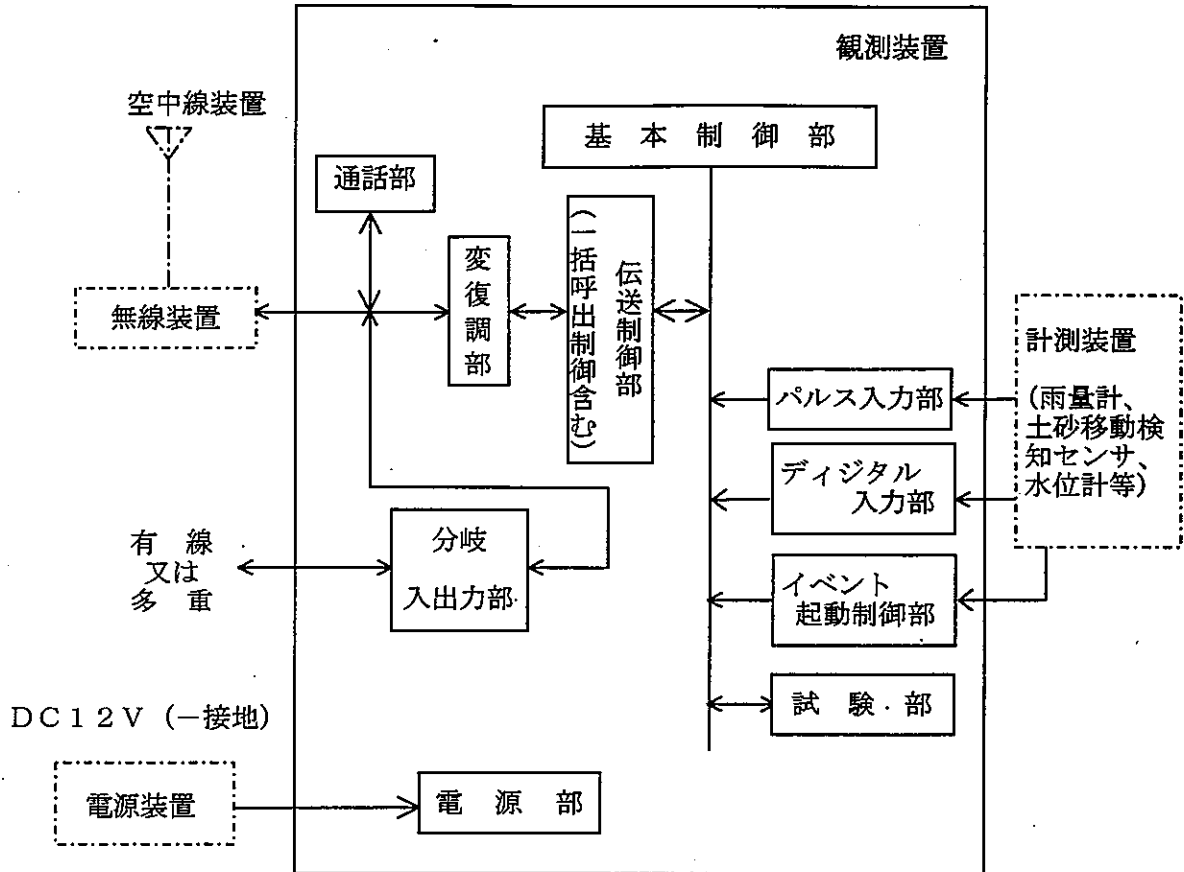 観測装置
空中線装置
基本制御部
通話部
変復調部
伝送制御部
(一括呼出制御含む)
無線装置
計測装置
(雨量計、
土砂移動検
知センサ、
水位計等)
パルス入力部
ディジタル
入力部
有線
又は
多重
分岐
入出力部
イベント
起動制御部
試験部
DC12V(-接地)
電源装置
電源部